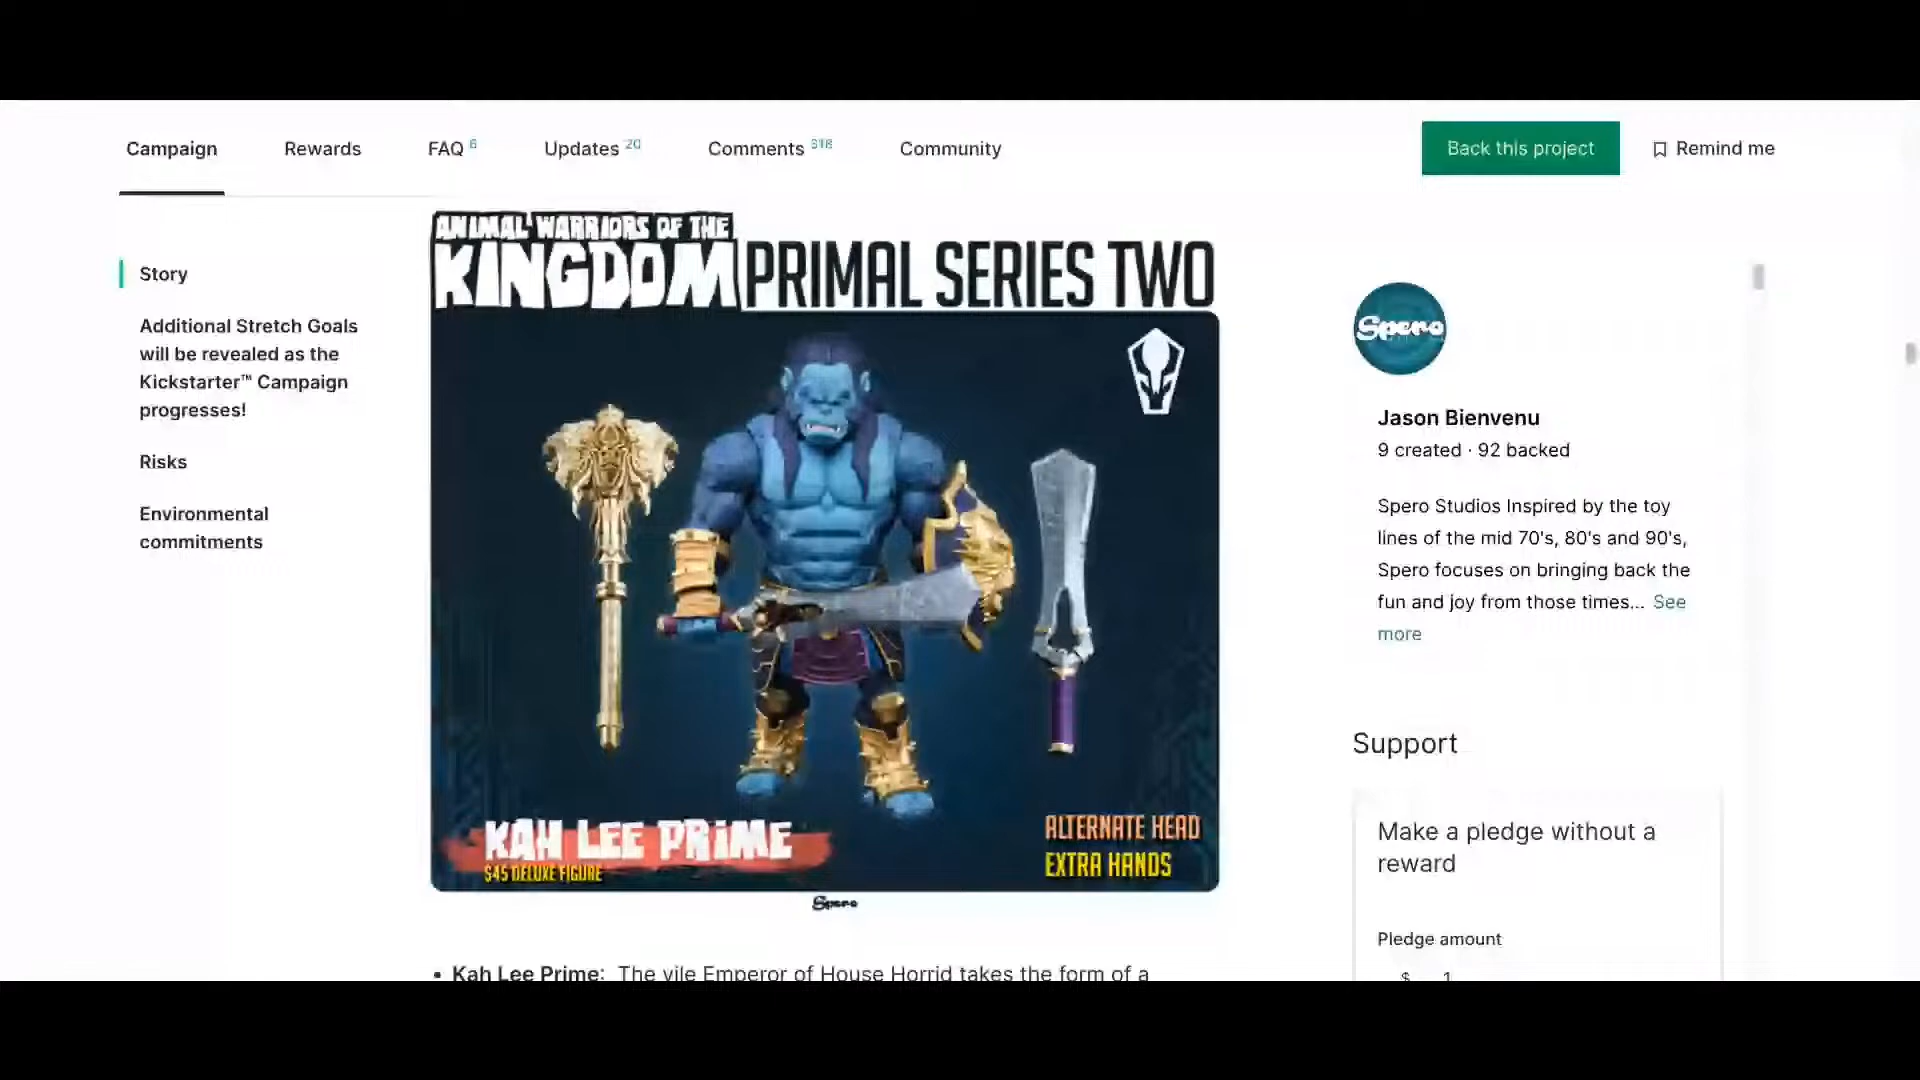 Campaign
Rewards
FAQ 6
Updates 20
Comments 318
Community
Back this project
Remind me
Story
Additional Stretch Goals
will be revealed as the
Kickstarter™ Campaign
progresses!
Risks
Environmental
commitments
ANIMAL WARRIORS OF THE
KINGDOM PRIMAL SERIES TWO
KAH LEE PRIME
$45 DELUXE FIGURE
ALTERNATE HEAD
EXTRA HANDS
Spero
• Kah Lee Prime: The vile Emperor of House Horrid takes the form of a
Spero
Jason Bienvenu
9 created · 92 backed
Spero Studios Inspired by the toy
lines of the mid 70's, 80's and 90's,
Spero focuses on bringing back the
fun and joy from those times... See
more
Support
Make a pledge without a
reward
Pledge amount
$ 1